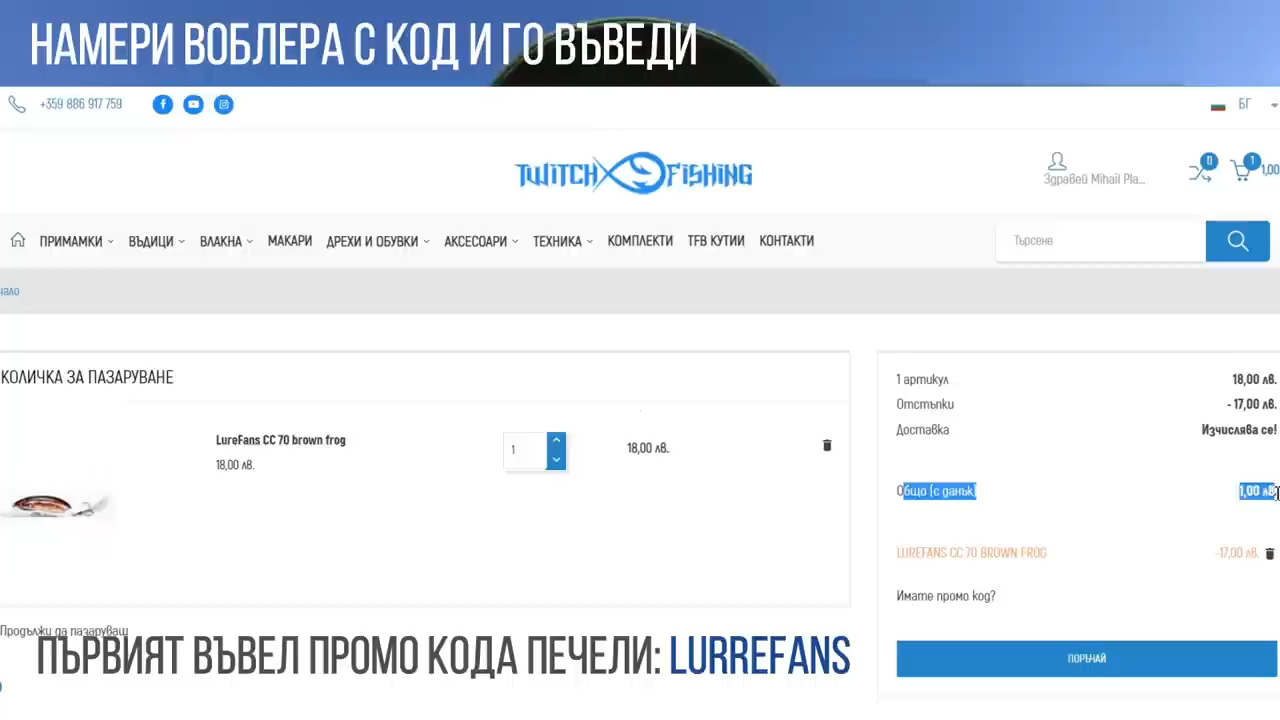 НАМЕРИ ВОБЛЕРА С КОД И ГО ВЪВЕДИ
+359 886 917 759
БГ
TWITCH FISHING
Здравей Mihail Pla...
0
1
1,00
ПРИМАМКИ ВЪДИЦИ ВЛАКНА МАКАРИ ДРЕХИ И ОБУВКИ АКСЕСОАРИ ТЕХНИКА КОМПЛЕКТИ TFB КУТИИ КОНТАКТИ
Търсене
чало
КОЛИЧКА ЗА ПАЗАРУВАНЕ
LureFans CC 70 brown frog
18,00 лв.
1
18,00 лв.
1 артикул 18,00 лв.
Отстъпки - 17,00 лв.
Доставка Изчислява се!
Общо (с данък) 1,00 лв
LUREFANS CC 70 BROWN FROG -17,00 лв.
Имате промо код?
ПОРЪЧАЙ
Продължи да пазаруваш
ПЪРВИЯТ ВЪВЕЛ ПРОМО КОДА ПЕЧЕЛИ: LURREFANS